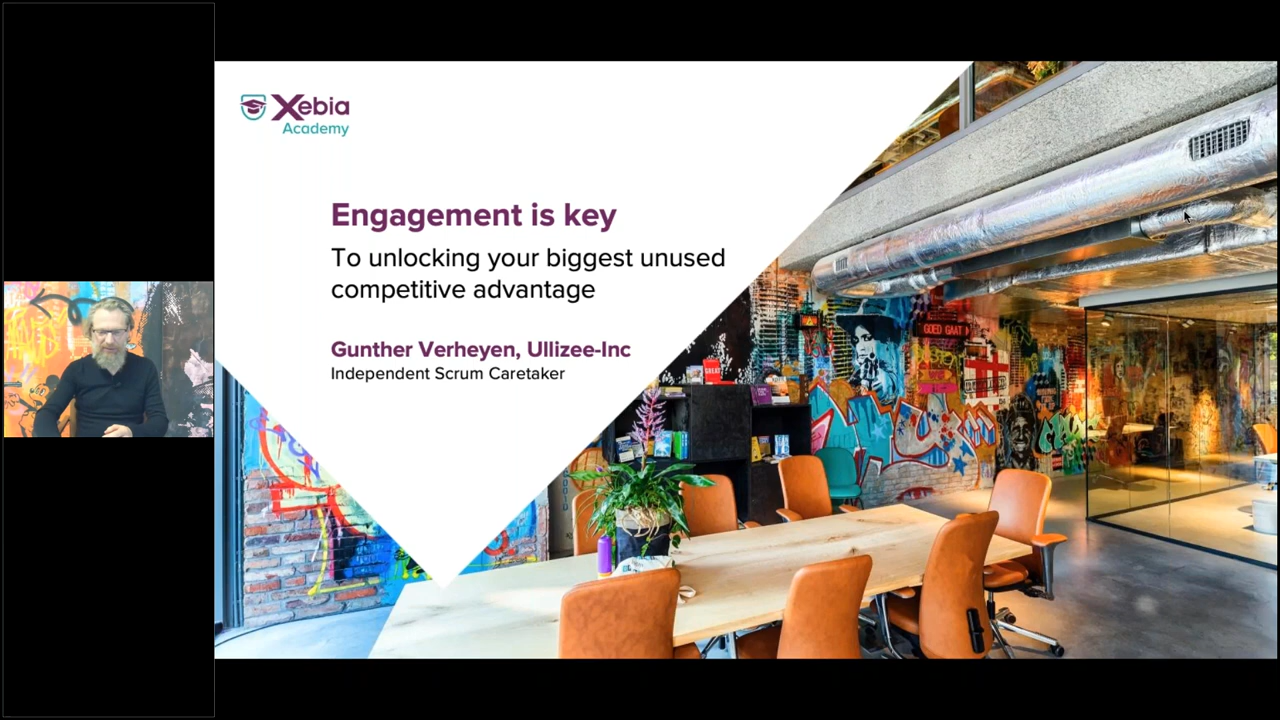 Xebia
Academy
Engagement is key
To unlocking your biggest unused
competitive advantage
Gunther Verheyen, Ullizee-Inc
Independent Scrum Caretaker
GOED GAAT
GREAT